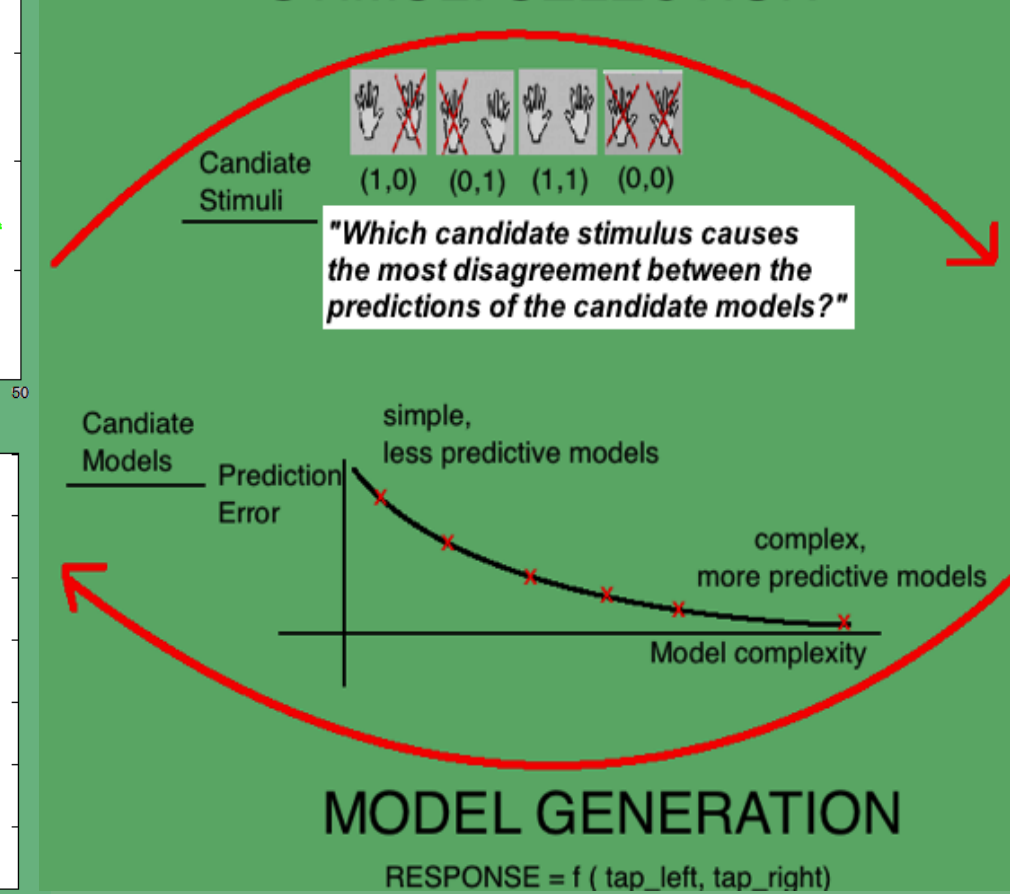 Candiate
Stimuli
(1,0) (0,1) (1,1) (0,0)
"Which candidate stimulus causes
the most disagreement between the
predictions of the candidate models?"
50
Candiate
Models
simple,
less predictive models
Prediction
Error
complex,
more predictive models
Model complexity
MODEL GENERATION
RESPONSE = f ( tap_left, tap_right)